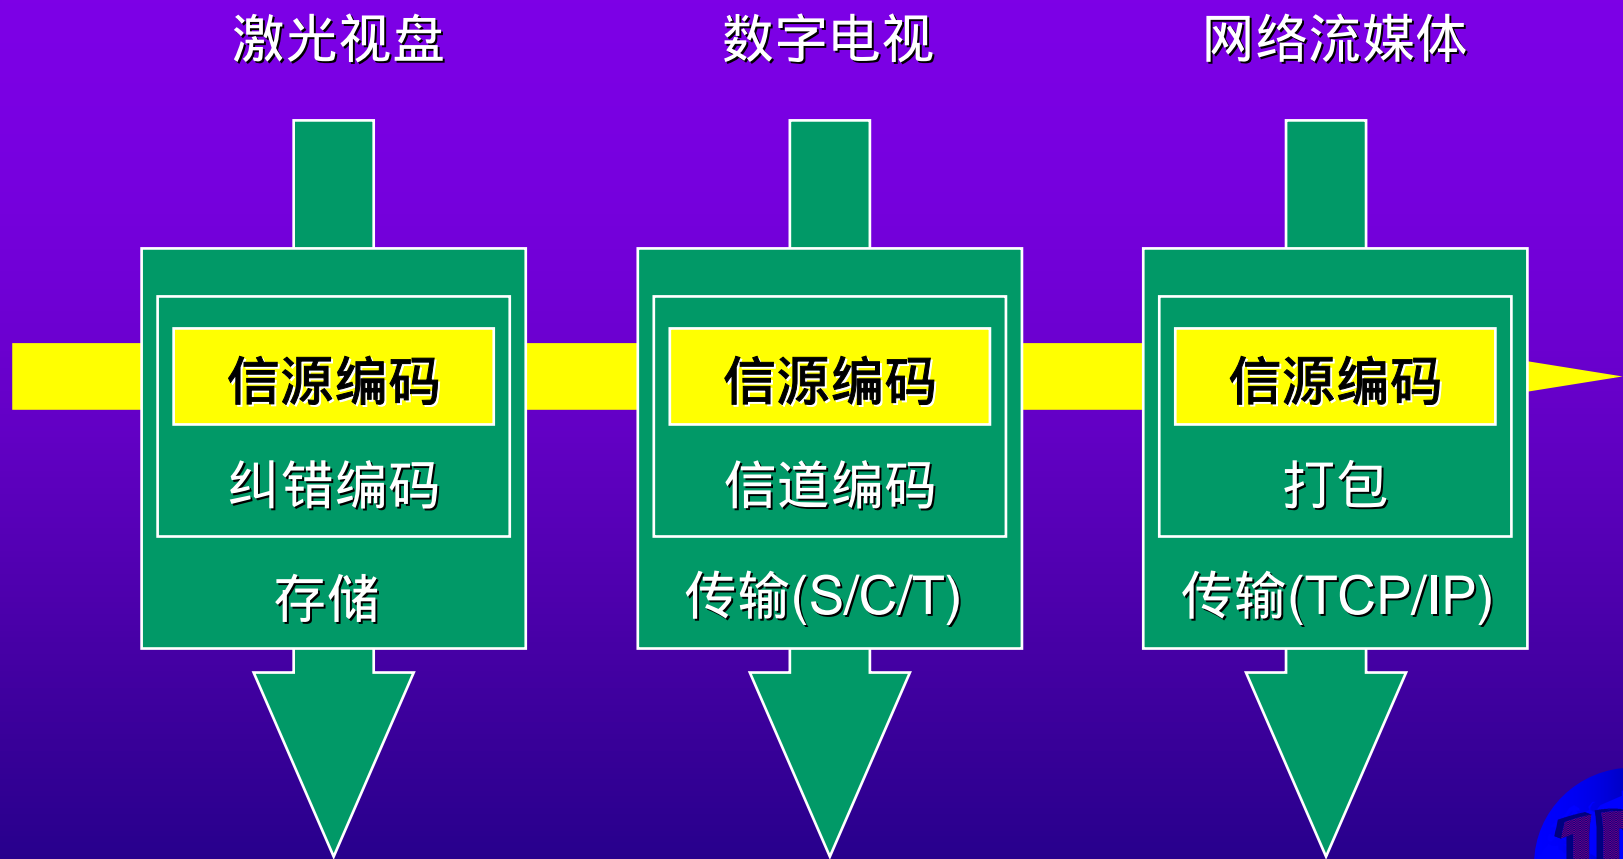 激光视盘
数字电视
网络流媒体
信源编码
信源编码
信源编码
纠错编码
信道编码
打包
存储
传输(S/C/T)
传输(TCP/IP)